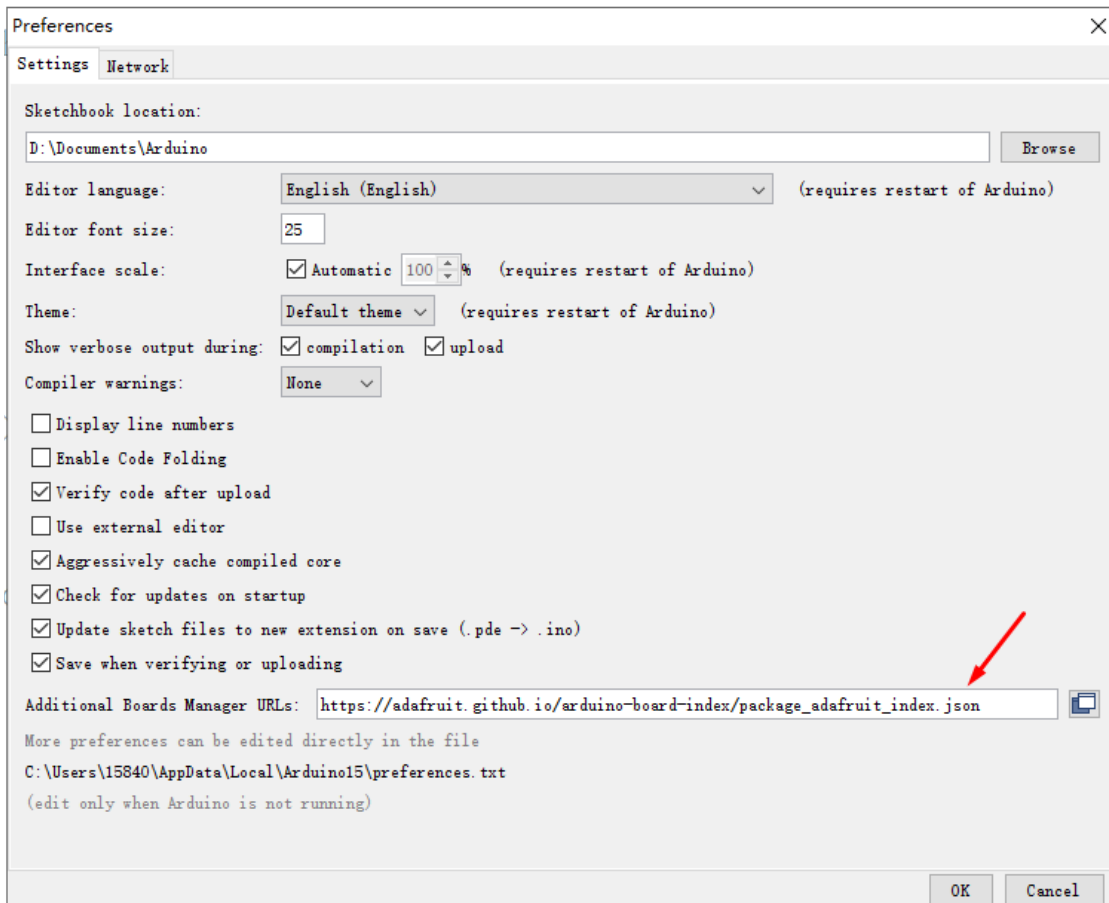 Preferences
Settings Network
Sketchbook location:
D:\Documents\Arduino Browse
Editor language: English (English) (requires restart of Arduino)
Editor font size: 25
Interface scale: Automatic 100 % (requires restart of Arduino)
Theme: Default theme (requires restart of Arduino)
Show verbose output during: compilation upload
Compiler warnings: None
Display line numbers
Enable Code Folding
Verify code after upload
Use external editor
Aggressively cache compiled core
Check for updates on startup
Update sketch files to new extension on save (.pde -> .ino)
Save when verifying or uploading
Additional Boards Manager URLs: https://adafruit.github.io/arduino-board-index/package_adafruit_index.json
More preferences can be edited directly in the file
C:\Users\15840\AppData\Local\Arduino15\preferences.txt
(edit only when Arduino is not running)
OK Cancel